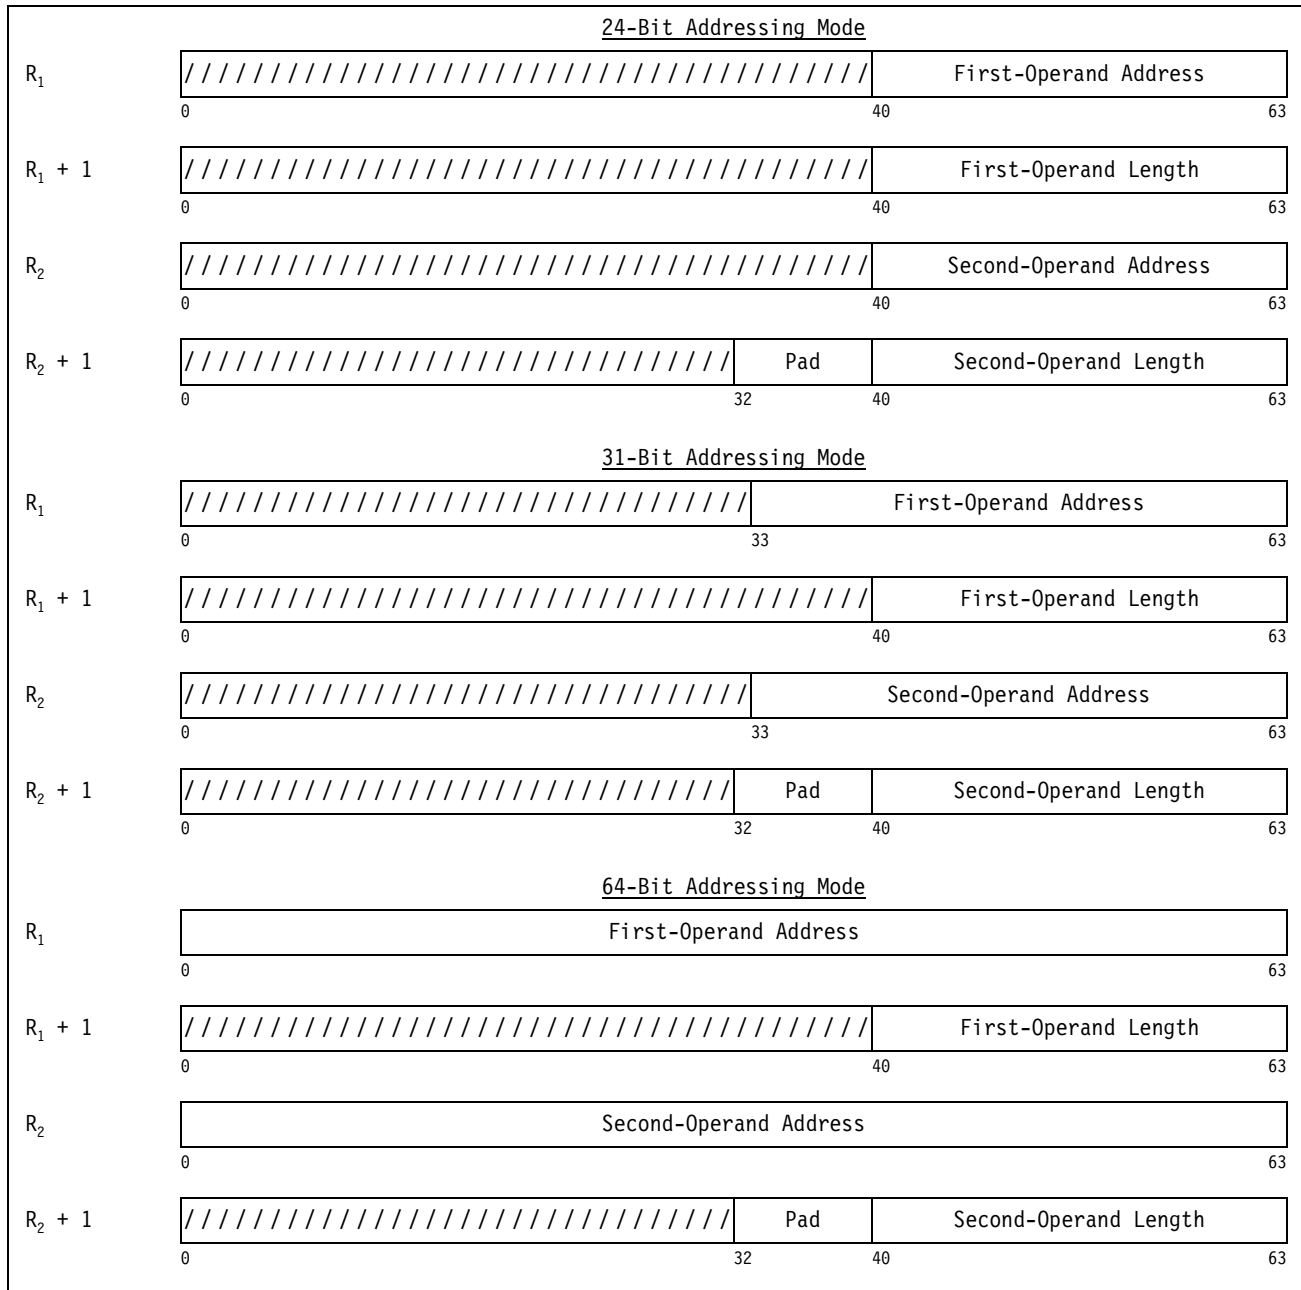 24-Bit Addressing Mode
R₁ //////////////////////////////////////// First-Operand Address
0 40 63
R₁ + 1 //////////////////////////////////////// First-Operand Length
0 40 63
R₂ //////////////////////////////////////// Second-Operand Address
0 40 63
R₂ + 1 //////////////////////////////// Pad Second-Operand Length
0 32 40 63
31-Bit Addressing Mode
R₁ ///////////////////////////////// First-Operand Address
0 33 63
R₁ + 1 //////////////////////////////////////// First-Operand Length
0 40 63
R₂ ///////////////////////////////// Second-Operand Address
0 33 63
R₂ + 1 //////////////////////////////// Pad Second-Operand Length
0 32 40 63
64-Bit Addressing Mode
R₁ First-Operand Address
0 63
R₁ + 1 //////////////////////////////////////// First-Operand Length
0 40 63
R₂ Second-Operand Address
0 63
R₂ + 1 //////////////////////////////// Pad Second-Operand Length
0 32 40 63